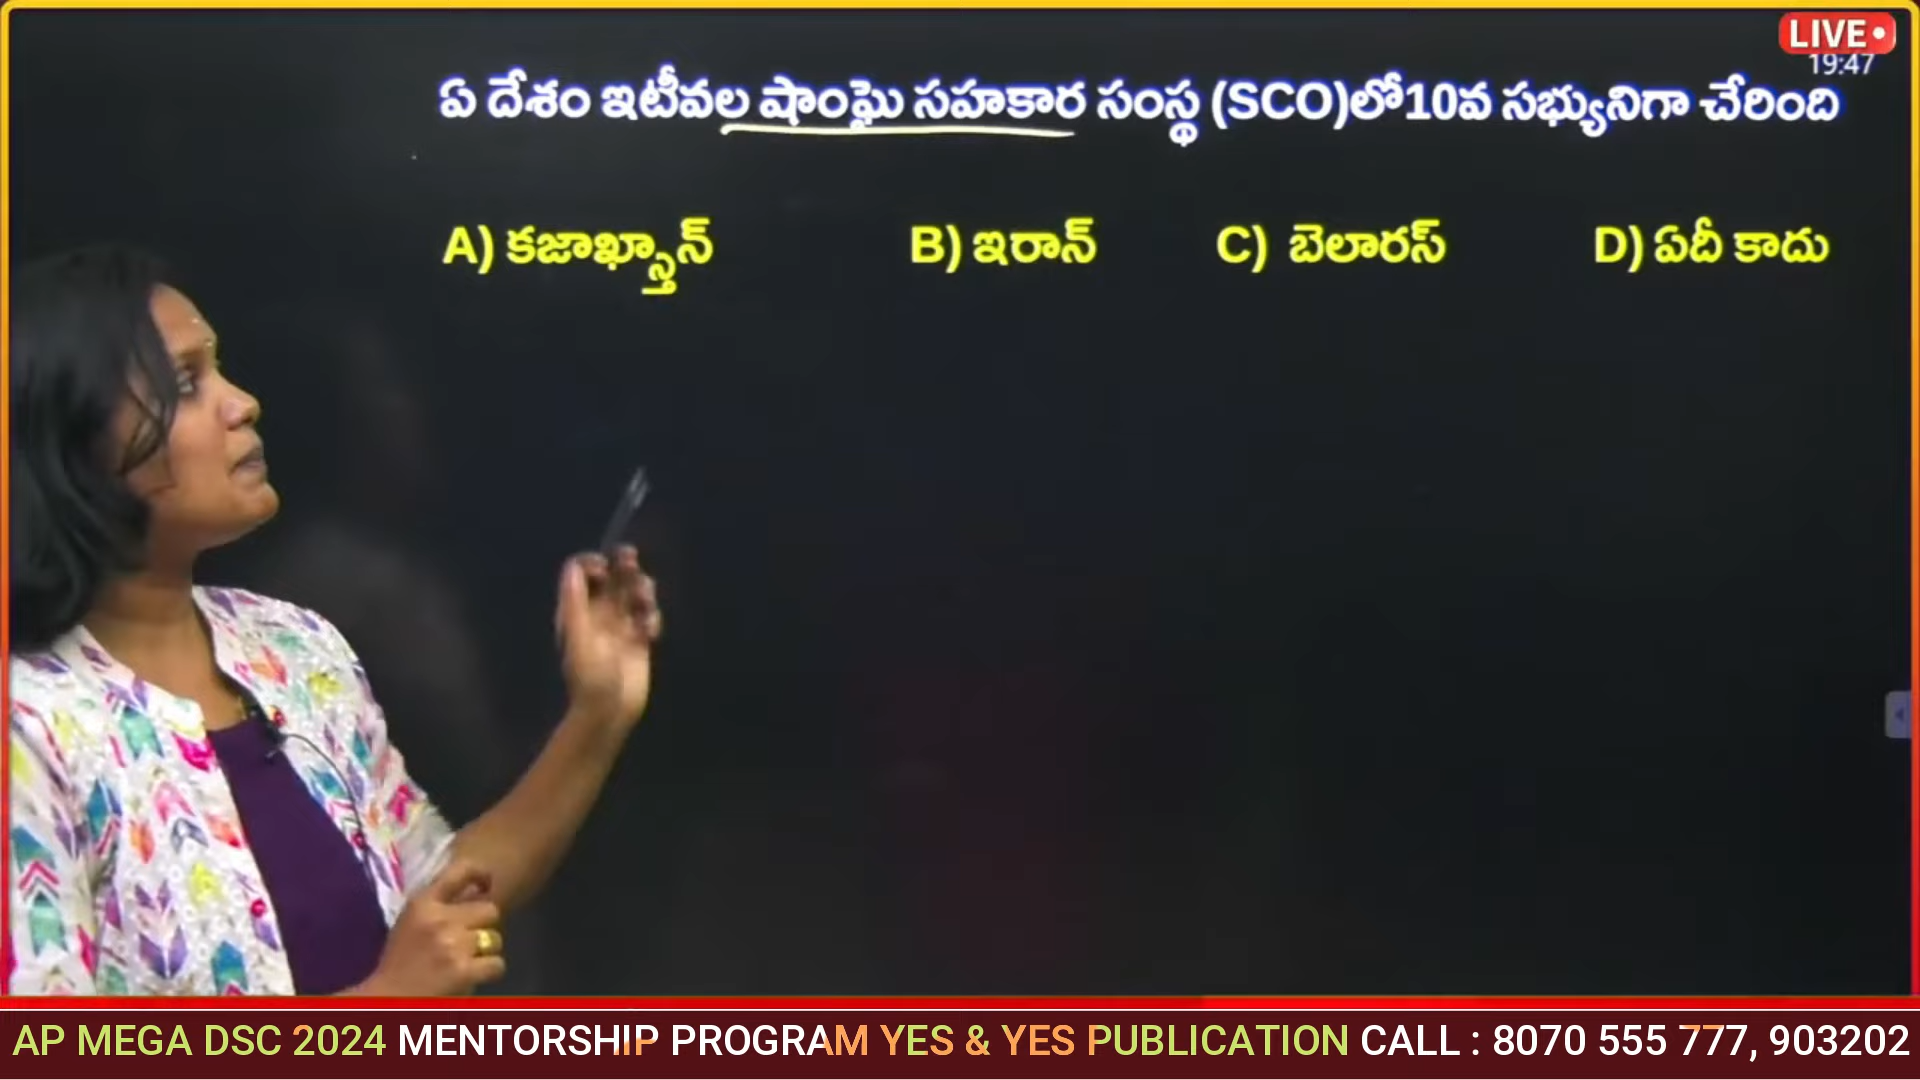 LIVE
19:47
ఏ దేశం ఇటీవల షాంఘై సహకార సంస్థ (SCO)లో10వ సభ్యునిగా చేరింది
A) కజాఖ్స్తాన్ B) ఇరాన్ C) బెలారస్ D) ఏదీ కాదు
AP MEGA DSC 2024 MENTORSHIP PROGRAM YES & YES PUBLICATION CALL : 8070 555 777, 903202